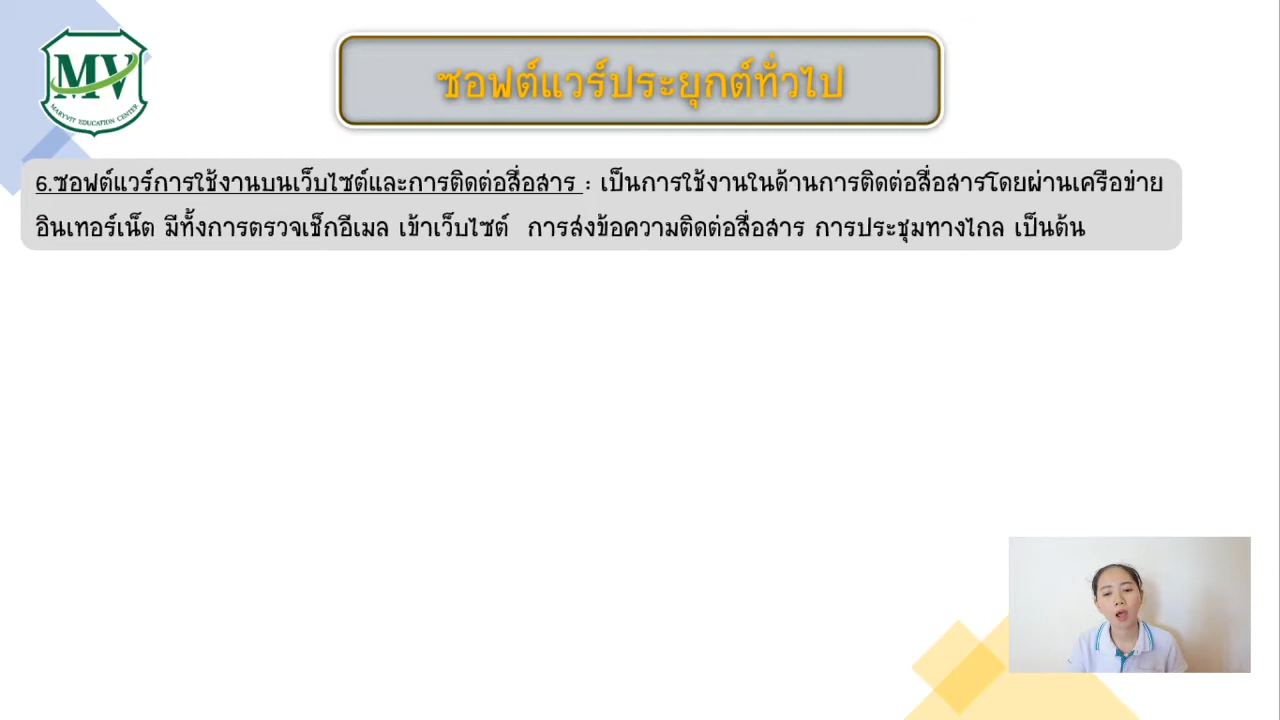 MV
MARYVIT EDUCATION CENTER
ซอฟต์แวร์ประยุกต์ทั่วไป
6.ซอฟต์แวร์การใช้งานบนเว็บไซต์และการติดต่อสื่อสาร : เป็นการใช้งานในด้านการติดต่อสื่อสารโดยผ่านเครือข่าย
อินเทอร์เน็ต มีทั้งการตรวจเช็กอีเมล เข้าเว็บไซต์ การส่งข้อความติดต่อสื่อสาร การประชุมทางไกล เป็นต้น